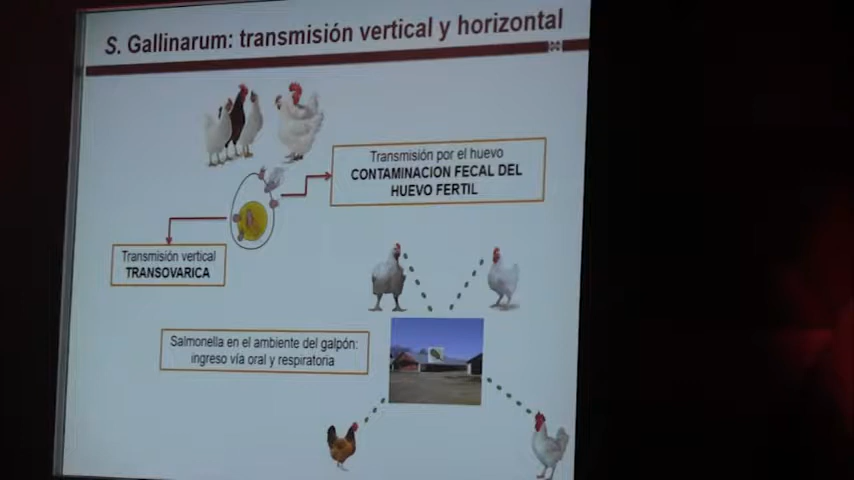 S. Gallinarum: transmisión vertical y horizontal
Transmisión por el huevo
CONTAMINACION FECAL DEL
HUEVO FERTIL
Transmisión vertical
TRANSOVARICA
Salmonella en el ambiente del galpón:
ingreso vía oral y respiratoria